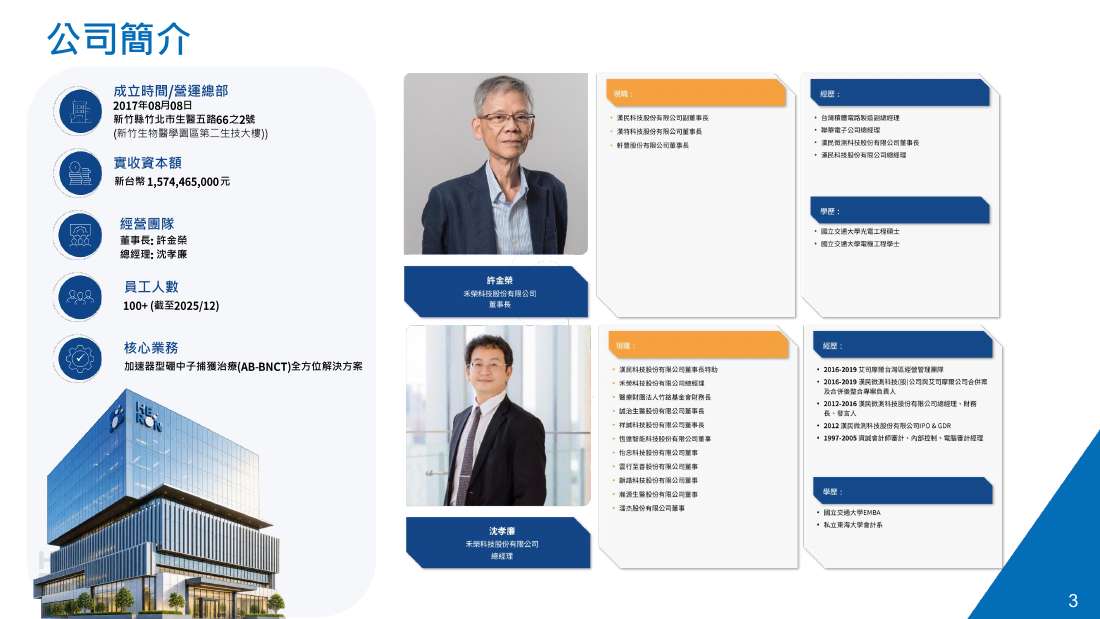 公司簡介
成立時間/營運總部
2017年08月08日
新竹縣竹北市生醫五路66之2號
(新竹生物醫學園區第二生技大樓))
實收資本額
新台幣 1,574,465,000 元
經營團隊
董事長: 許金榮
總經理: 沈孝廉
員工人數
100+ (截至2025/12)
核心業務
加速器型硼中子捕獲治療(AB-BNCT)全方位解決方案
HERON
許金榮
禾榮科技股份有限公司
董事長
現職：
• 漢民科技股份有限公司副董事長
• 漢特科技股份有限公司董事長
• 軒豊股份有限公司董事長
經歷：
• 台灣積體電路製造副總經理
• 聯華電子公司總經理
• 漢民微測科技股份有限公司董事長
• 漢民科技股份有限公司總經理
學歷：
• 國立交通大學光電工程碩士
• 國立交通大學電機工程學士
沈孝廉
禾榮科技股份有限公司
總經理
現職：
• 漢民科技股份有限公司董事長特助
• 禾榮科技股份有限公司總經理
• 醫療財團法人竹銘基金會財務長
• 誠治生醫股份有限公司董事長
• 祥誠科技股份有限公司董事長
• 恆達智能科技股份有限公司董事
• 怡忠科技股份有限公司董事
• 雲行至善股份有限公司董事
• 科技股份有限公司董事
• 瀚源生醫股份有限公司董事
• 股份有限公司董事
經歷：
• 2016-2019 艾司摩爾台灣區經營管理團隊
• 2016-2019 漢民微測科技(股)公司與艾司摩爾公司合併案
及合併後整合專案負責人
• 2012-2016 漢民微測科技股份有限公司總經理、財務
長、發言人
• 2012 漢民微測科技股份有限公司IPO & GDR
• 1997-2005 資誠會計師審計、內部控制、電腦審計經理
學歷：
• 國立交通大學EMBA
• 私立東海大學會計系
3